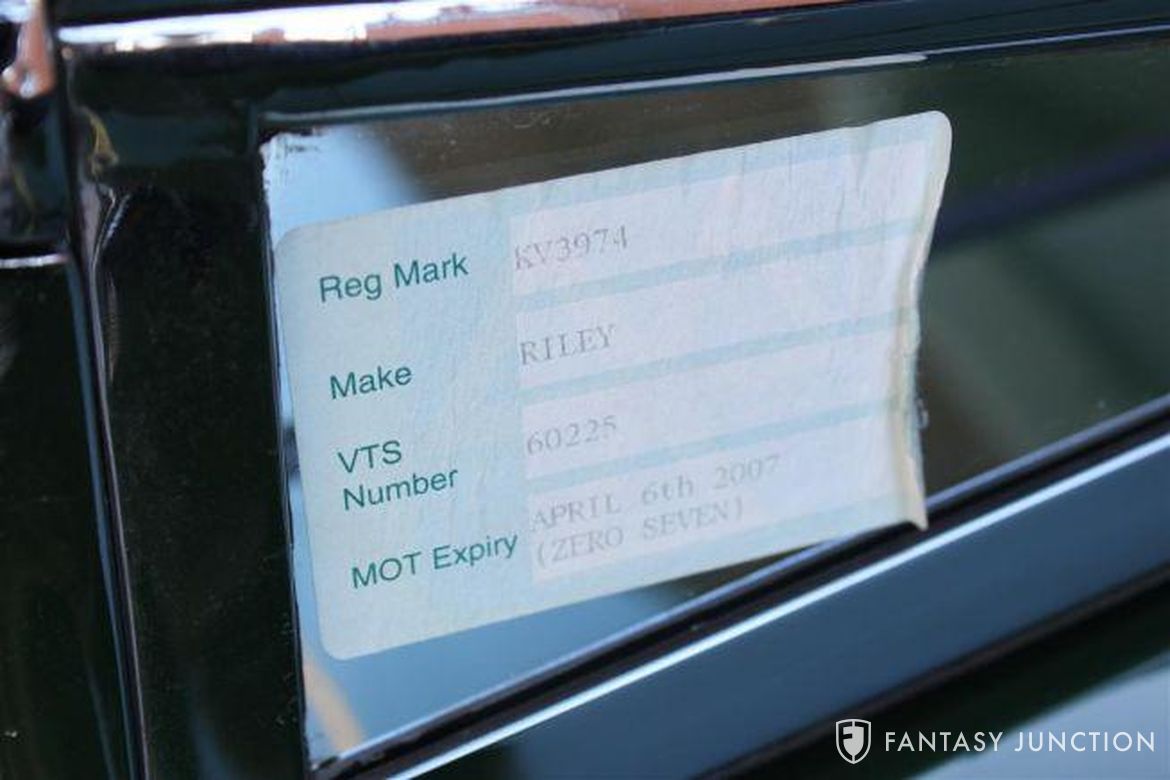 Reg Mark KV3974
Make RILEY
VTS
Number 60225
MOT Expiry APRIL 6th 2007
(ZERO SEVEN)
FANTASY JUNCTION